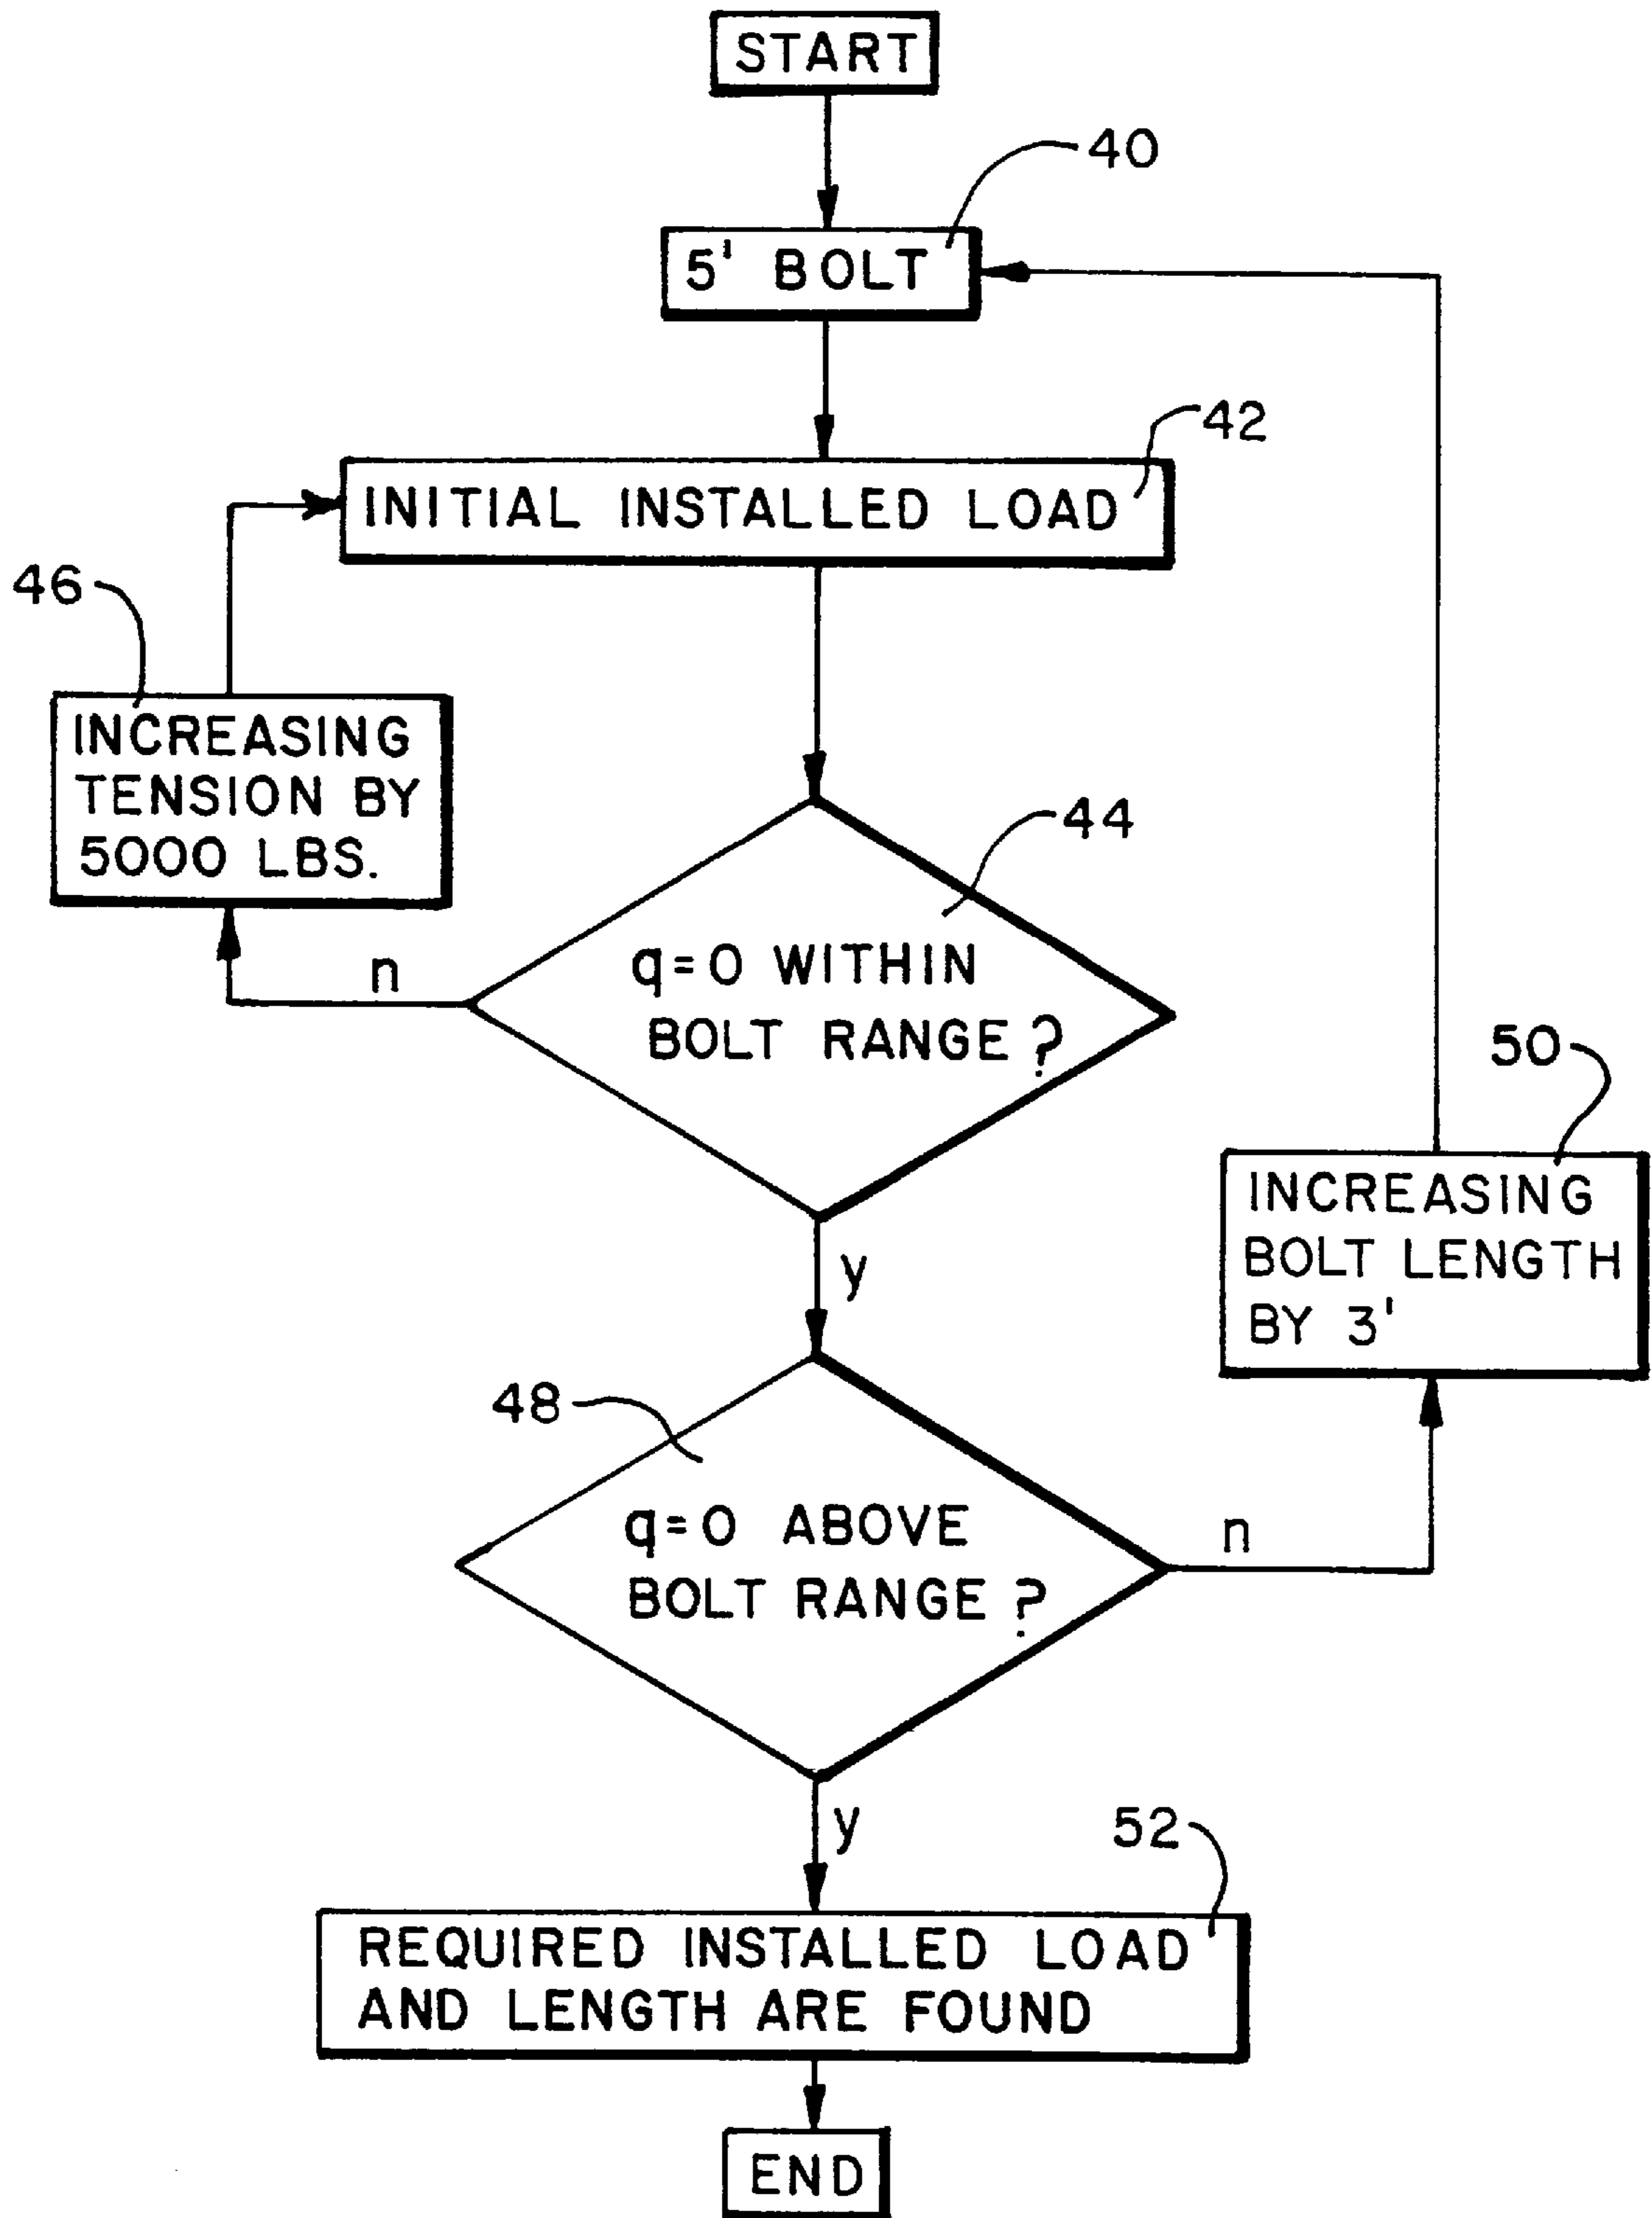 START
40
5' BOLT
42
INITIAL INSTALLED LOAD
46
INCREASING
TENSION BY
5000 LBS.
44
q=0 WITHIN
BOLT RANGE?
n
y
50
INCREASING
BOLT LENGTH
BY 3'
48
q=0 ABOVE
BOLT RANGE?
n
y
52
REQUIRED INSTALLED LOAD
AND LENGTH ARE FOUND
END